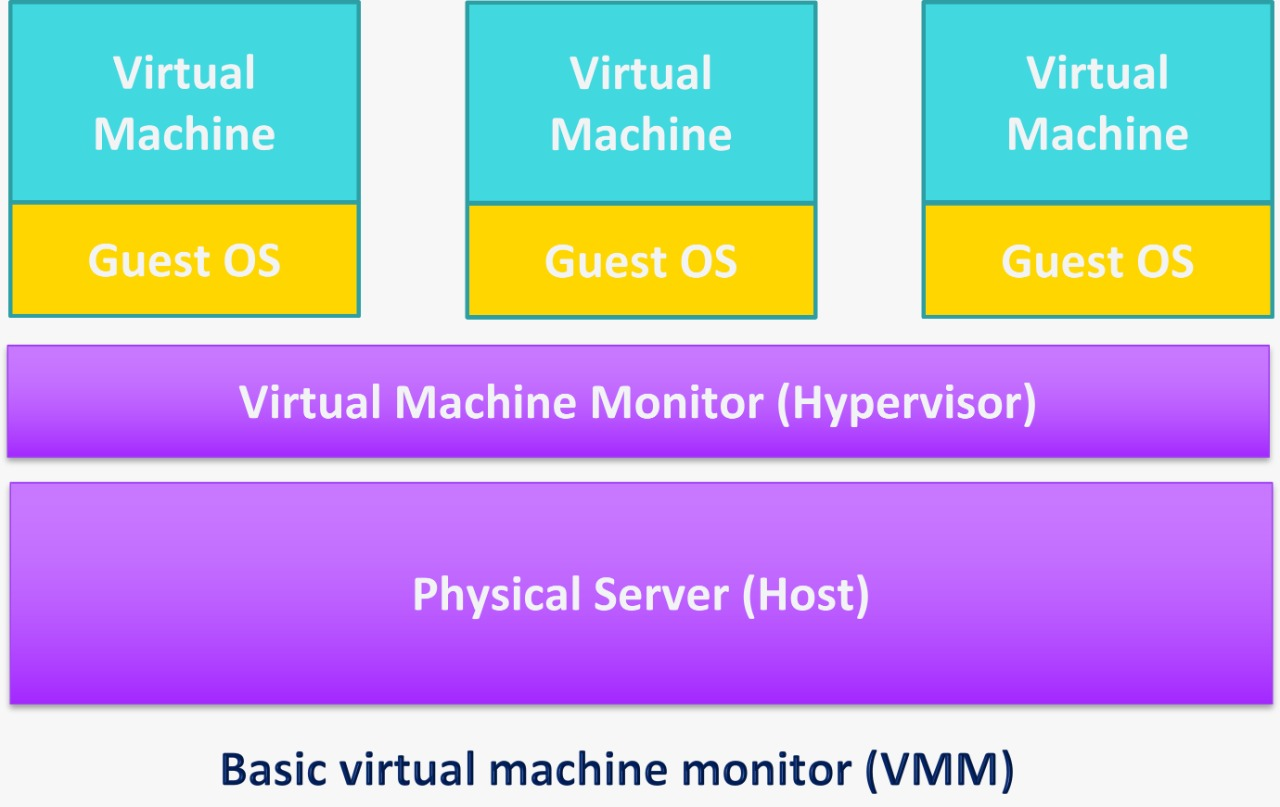 Virtual
Machine
Virtual
Machine
Virtual
Machine
Guest OS
Guest OS
Guest OS
Virtual Machine Monitor (Hypervisor)
Physical Server (Host)
Basic virtual machine monitor (VMM)